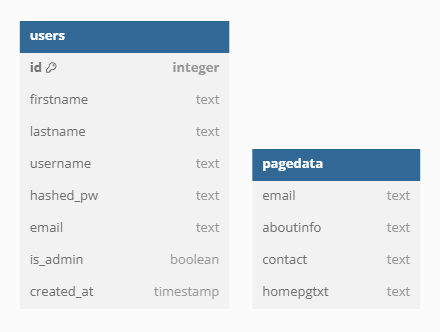 users
id integer
firstname text
lastname text
username text
hashed_pw text
email text
is_admin boolean
created_at timestamp
pagedata
email text
aboutinfo text
contact text
homepgtxt text